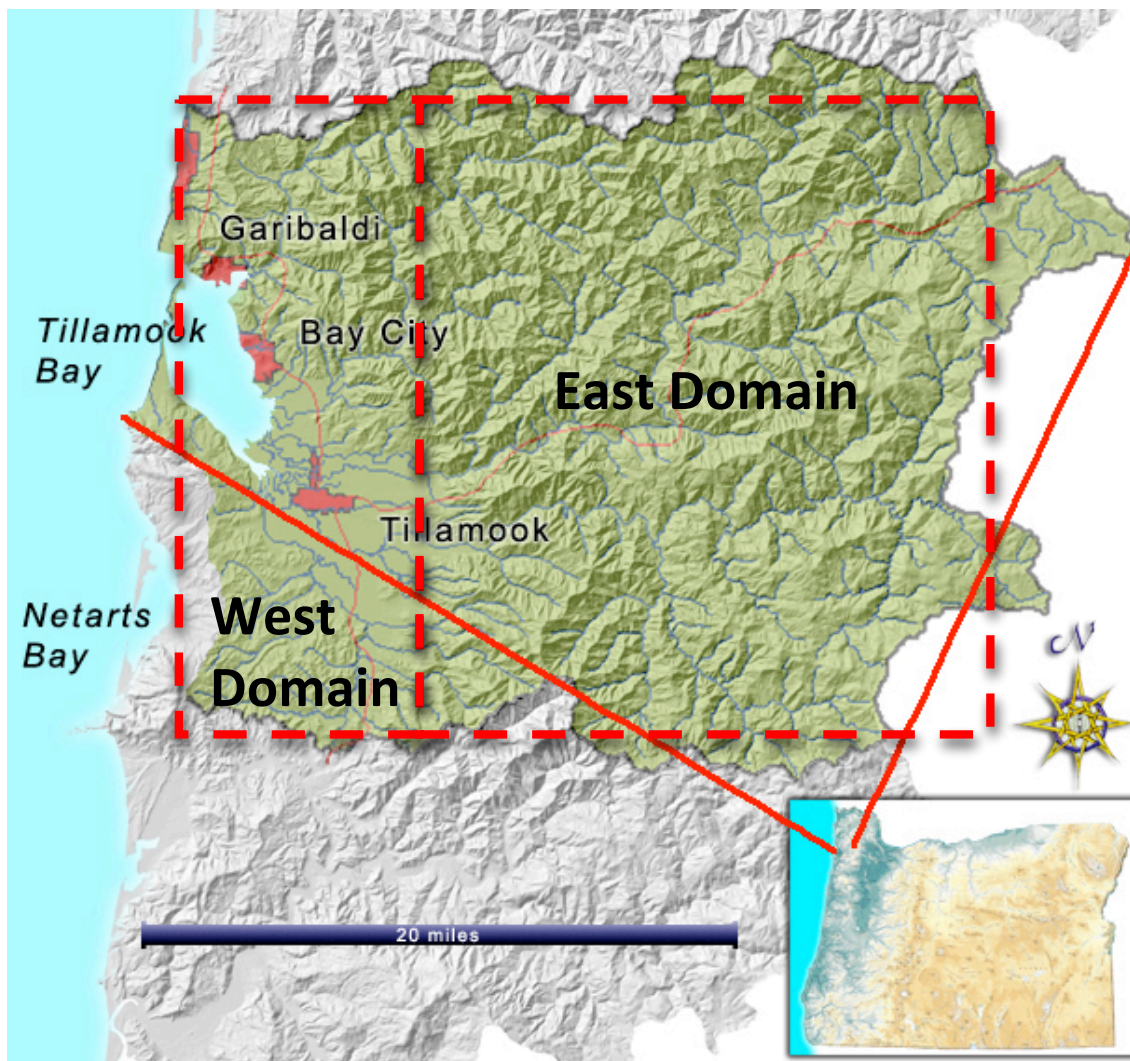 Garibaldi
Tillamook
Bay
Bay City
East Domain
Tillamook
West
Domain
Netarts
Bay
N
20 miles